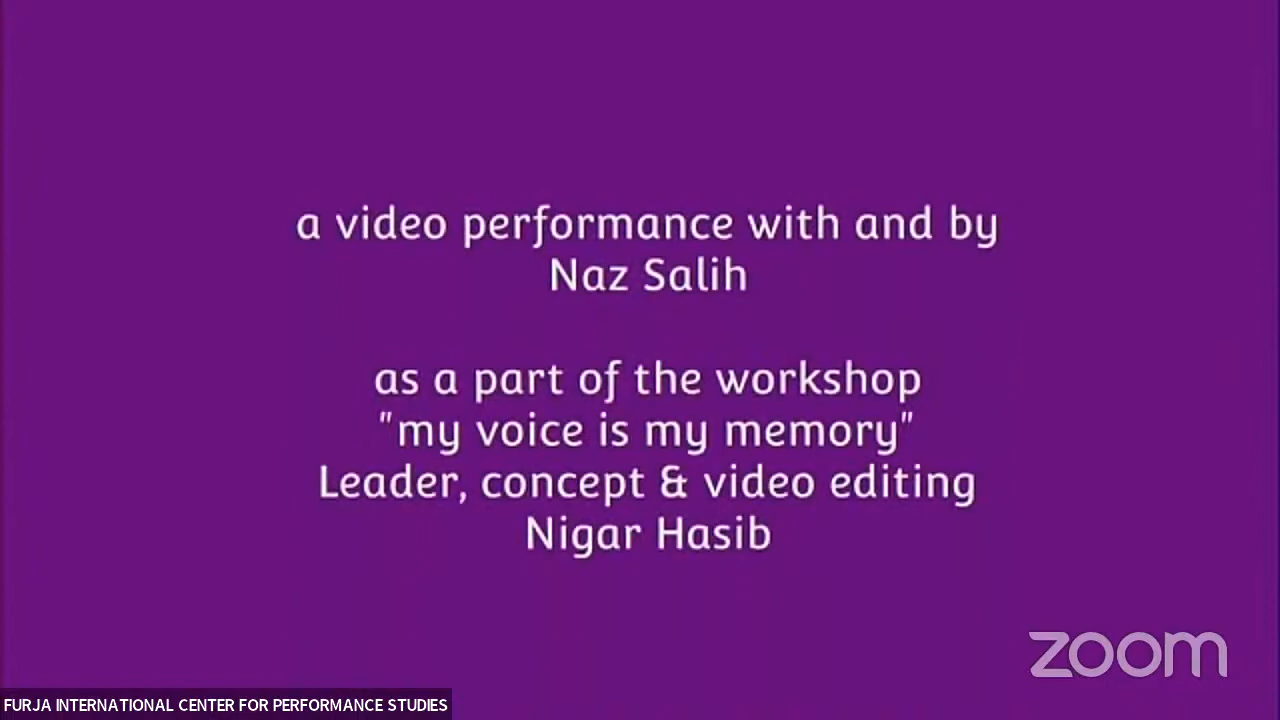 a video performance with and by
Naz Salih
as a part of the workshop
"my voice is my memory"
Leader, concept & video editing
Nigar Hasib
zoom
FURJA INTERNATIONAL CENTER FOR PERFORMANCE STUDIES